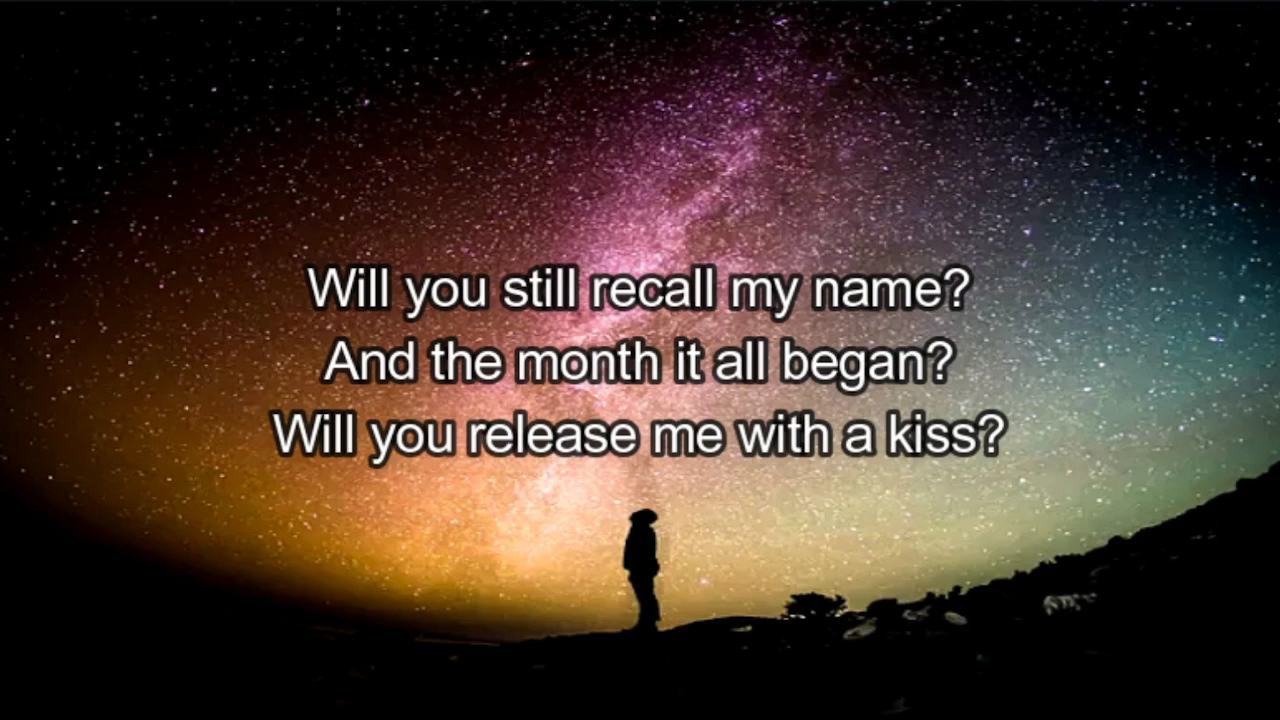 Will you still recall my name?
And the month it all began?
Will you release me with a kiss?